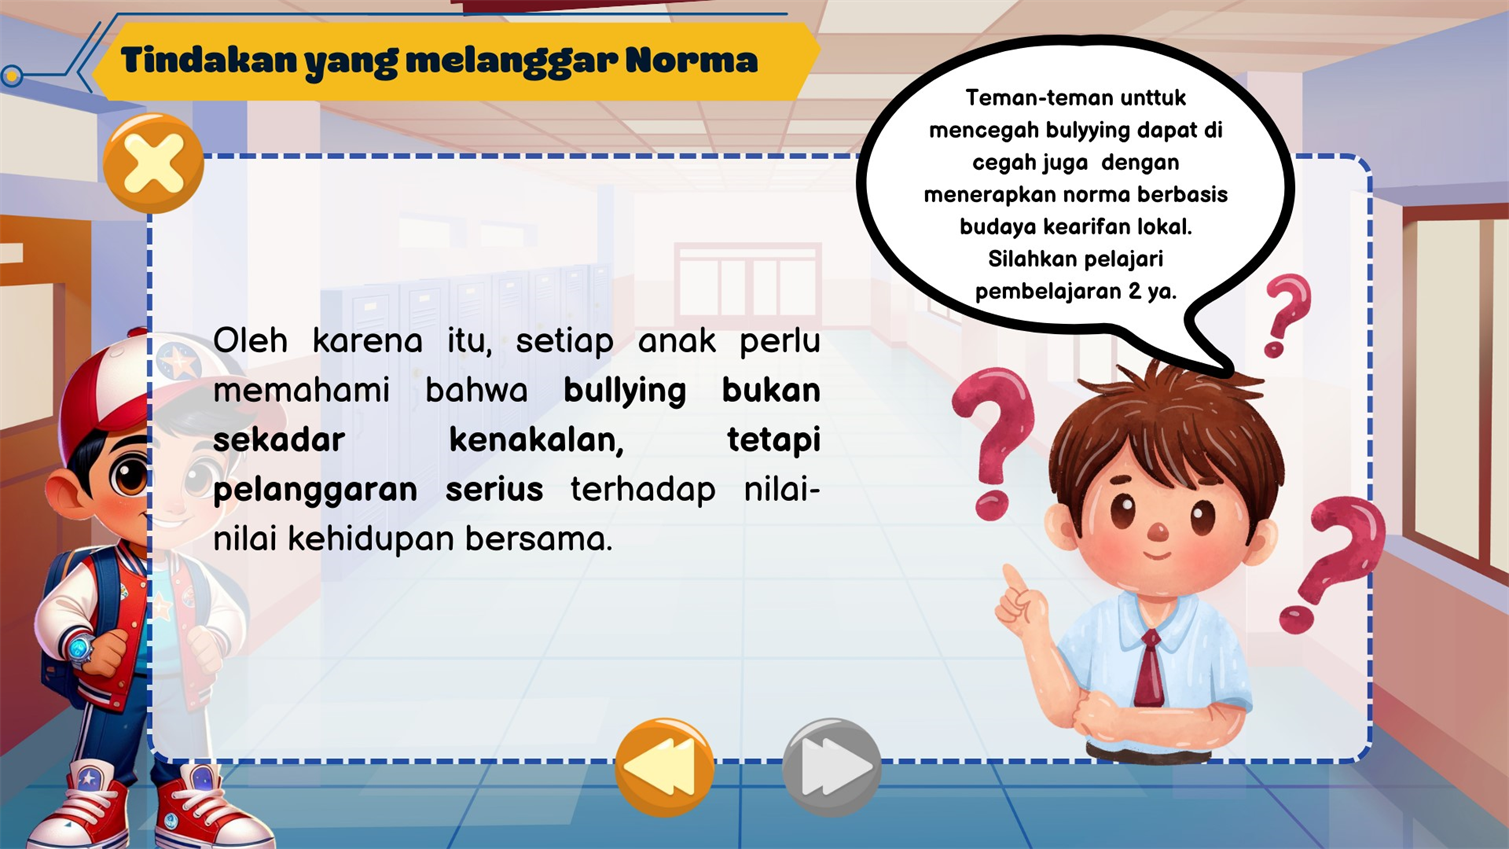 Tindakan yang melanggar Norma
Teman-teman unttuk
mencegah bulyying dapat di
cegah juga dengan
menerapkan norma berbasis
budaya kearifan lokal.
Silahkan pelajari
pembelajaran 2 ya.
Oleh karena itu, setiap anak perlu
memahami bahwa bullying bukan
sekadar kenakalan, tetapi
pelanggaran serius terhadap nilai-
nilai kehidupan bersama.